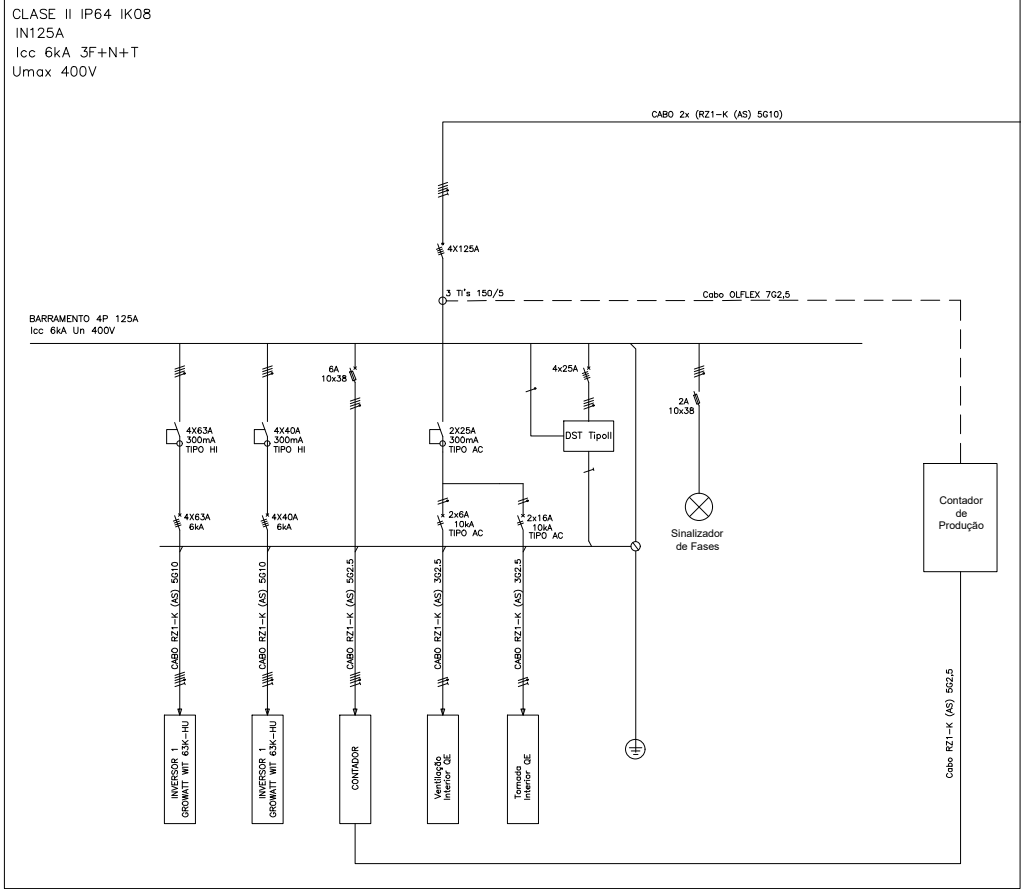 CLASE II IP64 IK08
IN125A
Icc 6kA 3F+N+T
Umax 400V
CABO 2x (RZ1-K (AS) 5G10)
4X125A
3 TI's 150/5
Cabo OLFLEX 7G2,5
BARRAMENTO 4P 125A
Icc 6kA Un 400V
6A
10x38
4x25A
2A
10x38
4X63A
300mA
TIPO HI
4X40A
300mA
TIPO HI
2X25A
300mA
TIPO AC
DST TipoII
4X63A
6kA
4X40A
6kA
2x6A
10kA
TIPO AC
2x16A
10kA
TIPO AC
Sinalizador
de Fases
Contador
de
Produção
CABO RZ1-K (AS) 5G10
CABO RZ1-K (AS) 5G10
CABO RZ1-K (AS) 5G2.5
CABO RZ1-K (AS) 3G2.5
CABO RZ1-K (AS) 3G2.5
Cabo RZ1-K (AS) 5G2,5
INVERSOR 1
GROWATT WIT 63K-HU
INVERSOR 1
GROWATT WIT 63K-HU
CONTADOR
Ventilação
Interior QE
Tomada
Interior QE